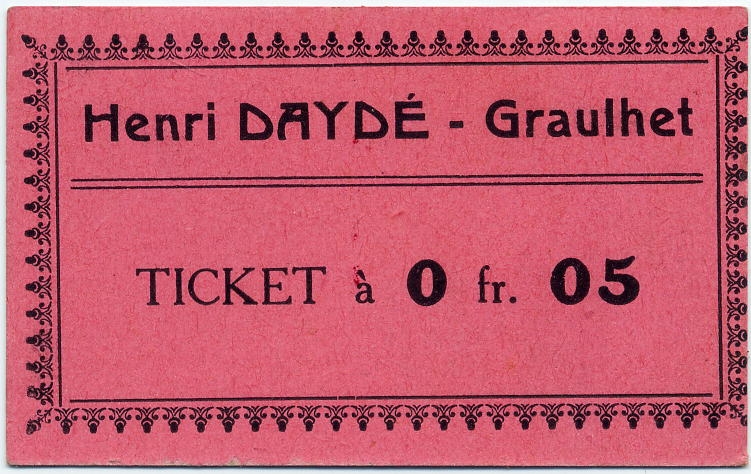 Henri DAYDÉ - Graulhet
TICKET à 0 fr. 05